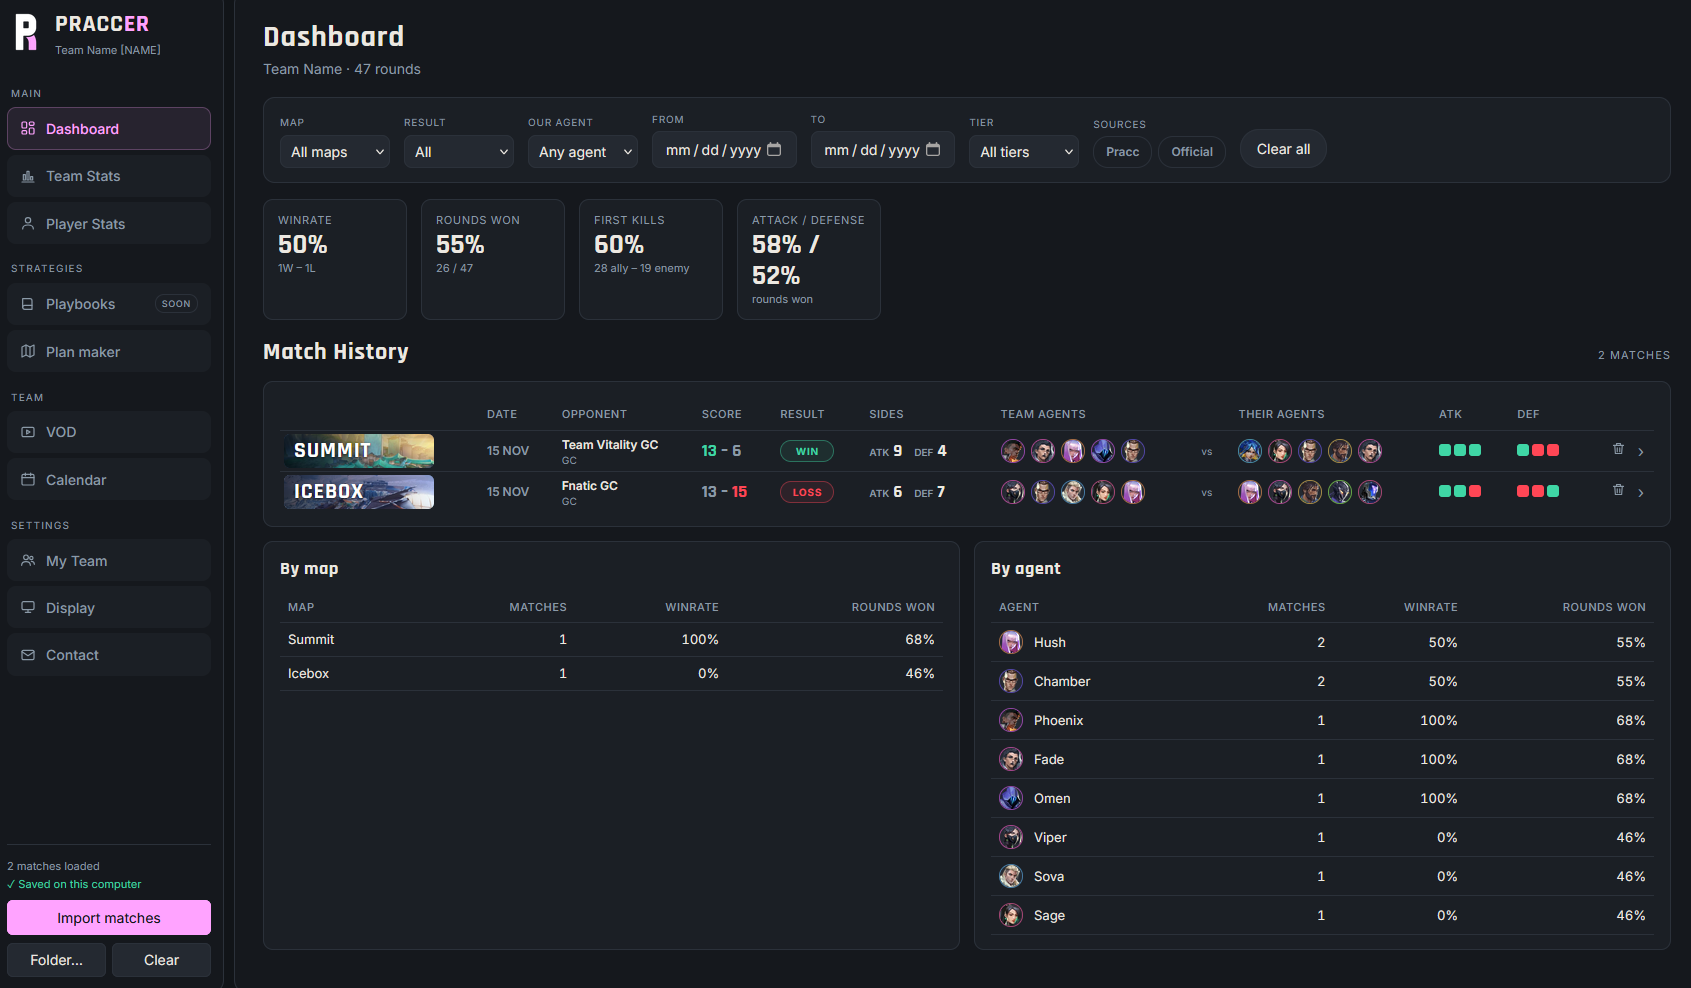 PRACCER
Team Name [NAME]
MAIN
Dashboard
Team Stats
Player Stats
STRATEGIES
Playbooks SOON
Plan maker
TEAM
VOD
Calendar
SETTINGS
My Team
Display
Contact
2 matches loaded
✓ Saved on this computer
Import matches
Folder... Clear
Dashboard
Team Name · 47 rounds
MAP RESULT OUR AGENT FROM TO TIER SOURCES
All maps All Any agent mm/dd/yyyy mm/dd/yyyy All tiers Pracc Official Clear all
WINRATE
50%
1W – 1L
ROUNDS WON
55%
26 / 47
FIRST KILLS
60%
28 ally – 19 enemy
ATTACK / DEFENSE
58% /
52%
rounds won
Match History
2 MATCHES
DATE OPPONENT SCORE RESULT SIDES TEAM AGENTS THEIR AGENTS ATK DEF
SUMMIT 15 NOV Team Vitality GC 13 – 6 WIN ATK 9 DEF 4 vs
GC
ICEBOX 15 NOV Fnatic GC 13 – 15 LOSS ATK 6 DEF 7 vs
GC
By map
MAP MATCHES WINRATE ROUNDS WON
Summit 1 100% 68%
Icebox 1 0% 46%
By agent
AGENT MATCHES WINRATE ROUNDS WON
Hush 2 50% 55%
Chamber 2 50% 55%
Phoenix 1 100% 68%
Fade 1 100% 68%
Omen 1 100% 68%
Viper 1 0% 46%
Sova 1 0% 46%
Sage 1 0% 46%